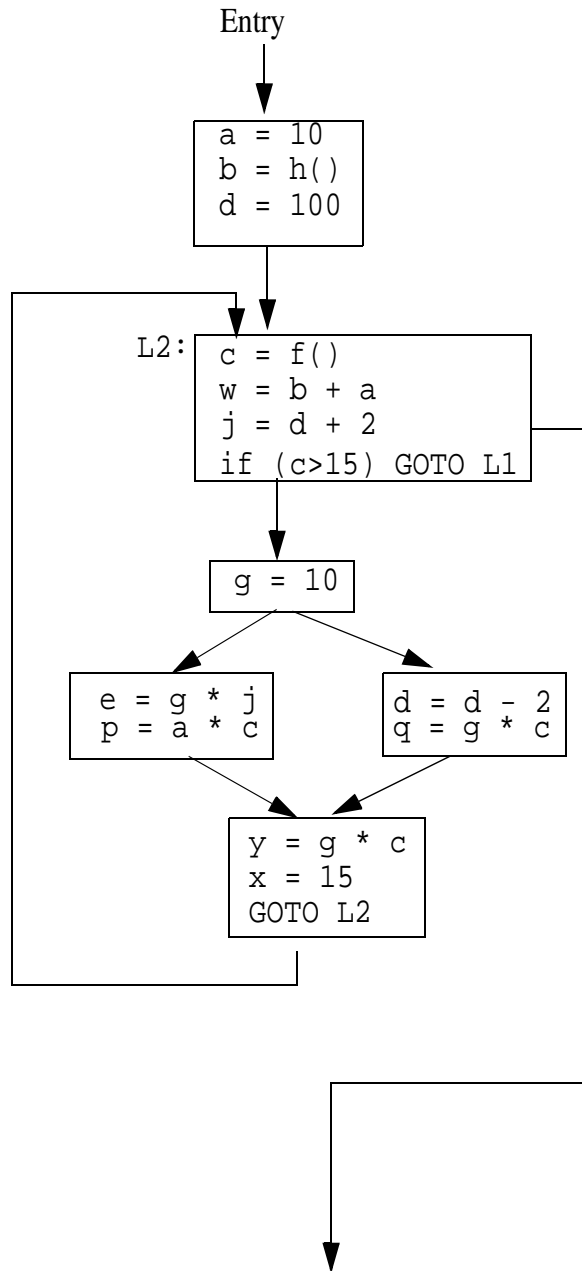 Entry
a = 10
b = h()
d = 100
L2:
c = f()
w = b + a
j = d + 2
if (c>15) GOTO L1
g = 10
e = g * j
p = a * c
d = d - 2
q = g * c
y = g * c
x = 15
GOTO L2